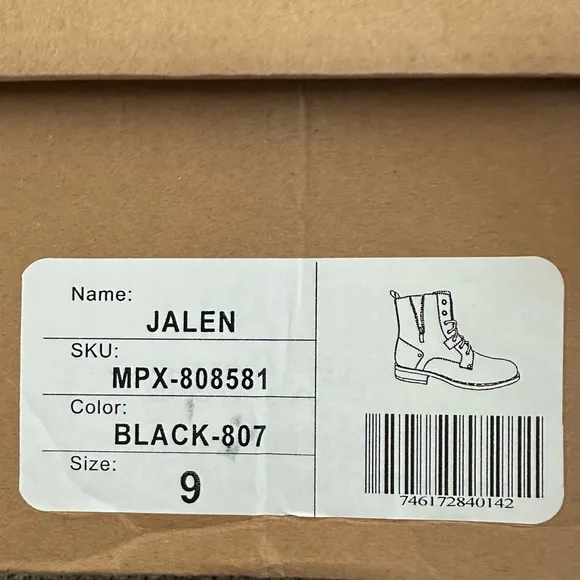 Name:
JALEN
SKU:
MPX-808581
Color:
BLACK-807
Size:
9
746172840142